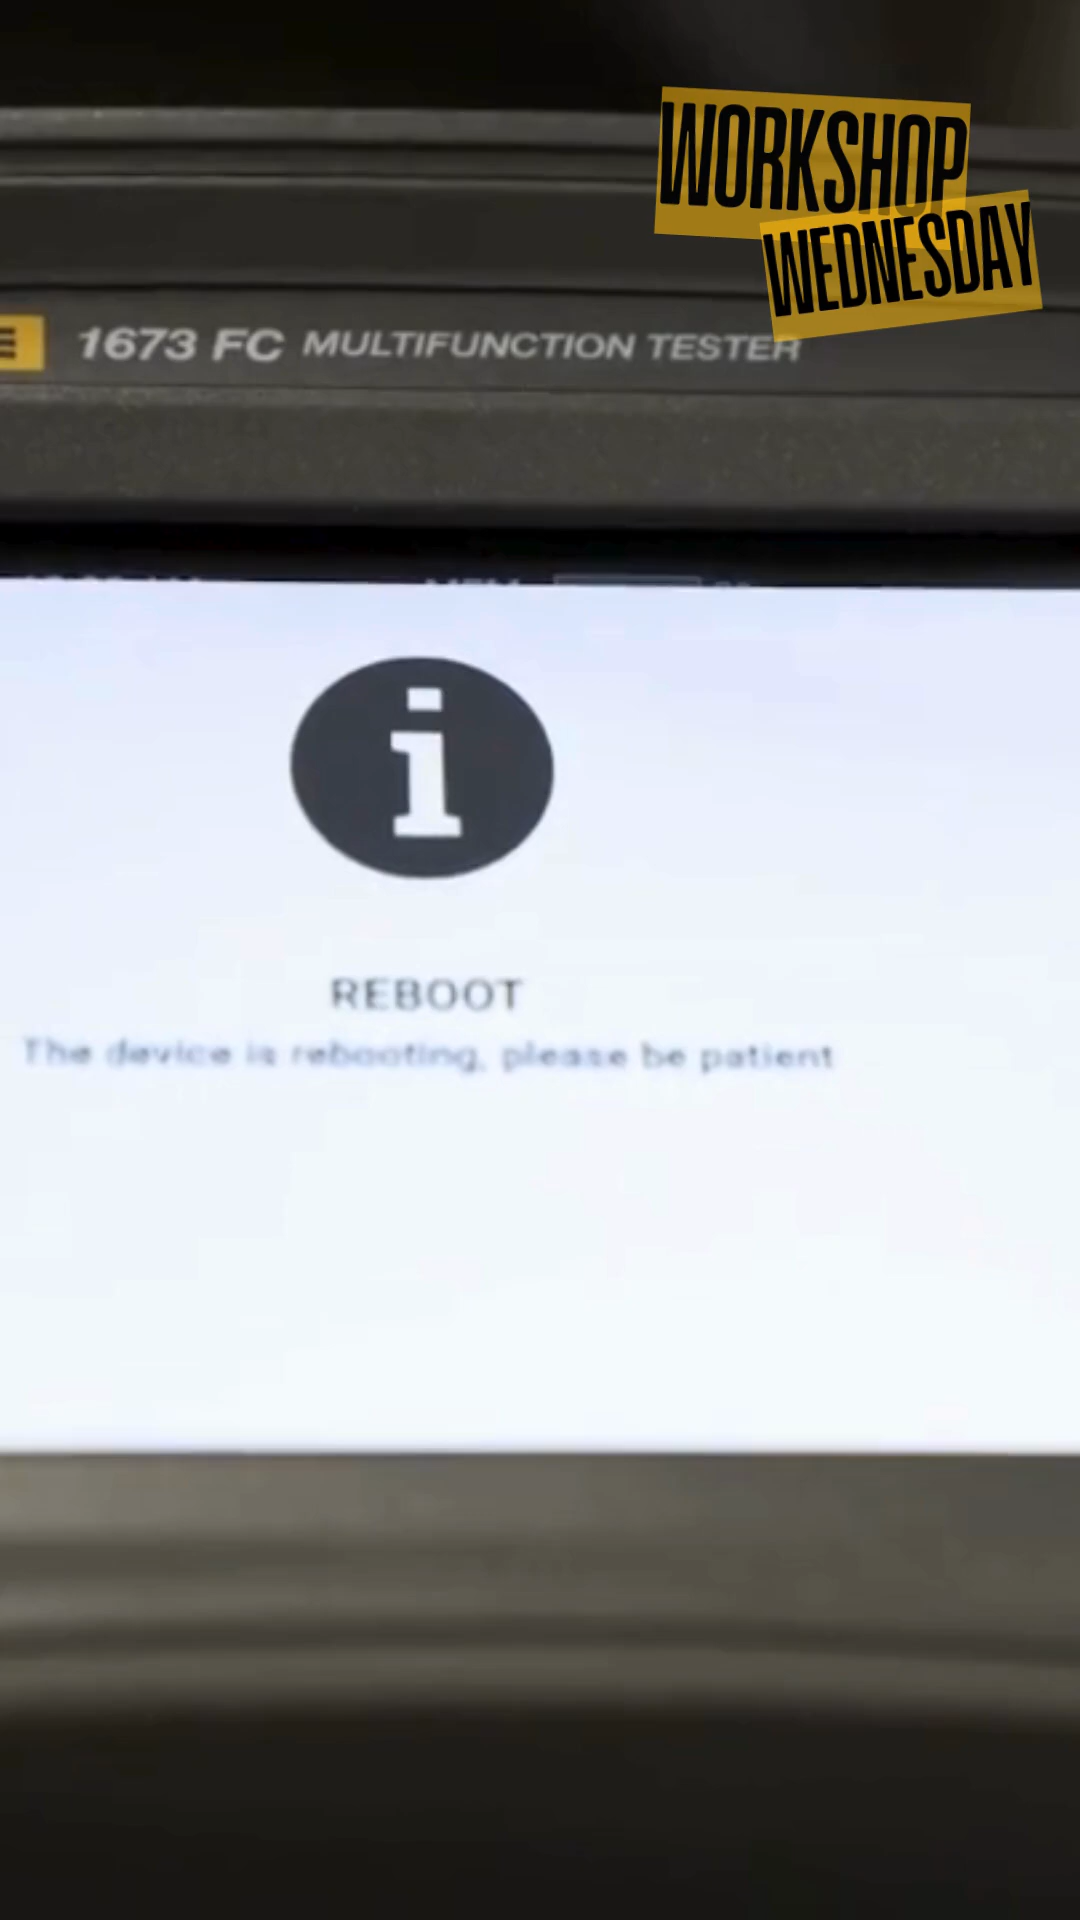 WORKSHOP
WEDNESDAY
1673 FC MULTIFUNCTION TESTER
REBOOT
The device is rebooting, please be patient